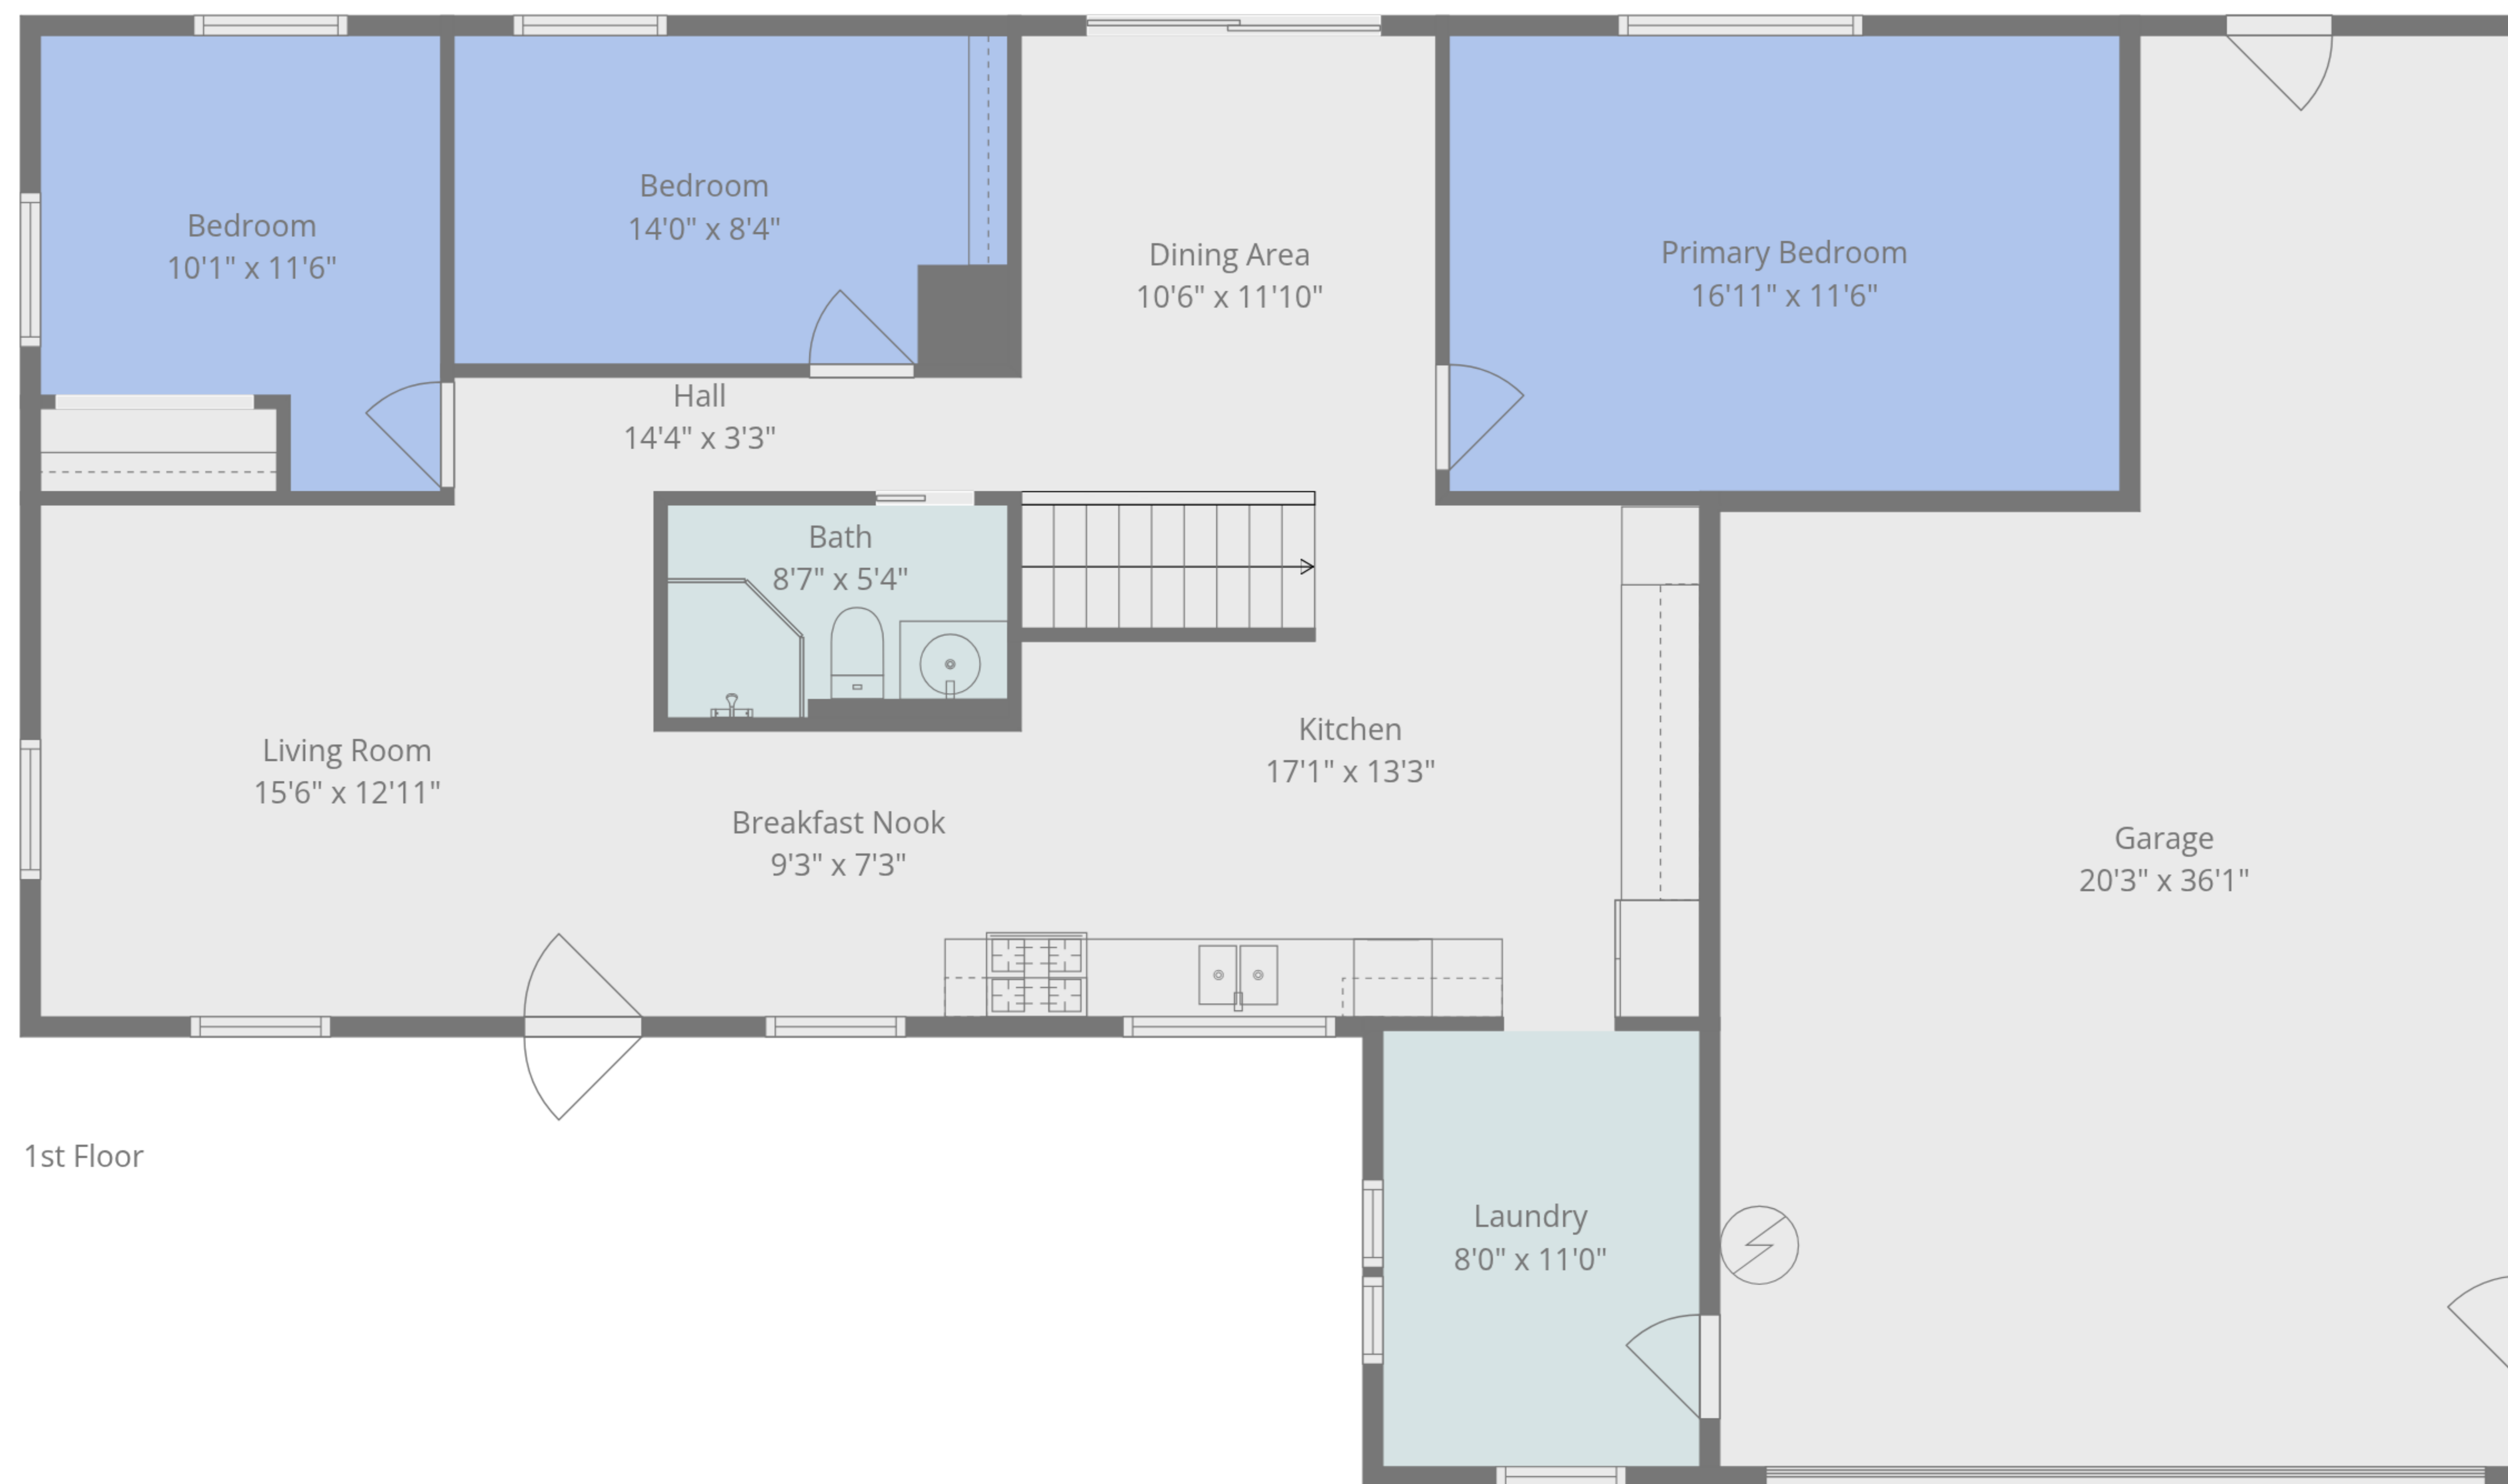 Bedroom
10'1" x 11'6"
Bedroom
14'0" x 8'4"
Dining Area
10'6" x 11'10"
Primary Bedroom
16'11" x 11'6"
Hall
14'4" x 3'3"
Bath
8'7" x 5'4"
Living Room
15'6" x 12'11"
Breakfast Nook
9'3" x 7'3"
Kitchen
17'1" x 13'3"
Garage
20'3" x 36'1"
1st Floor
Laundry
8'0" x 11'0"